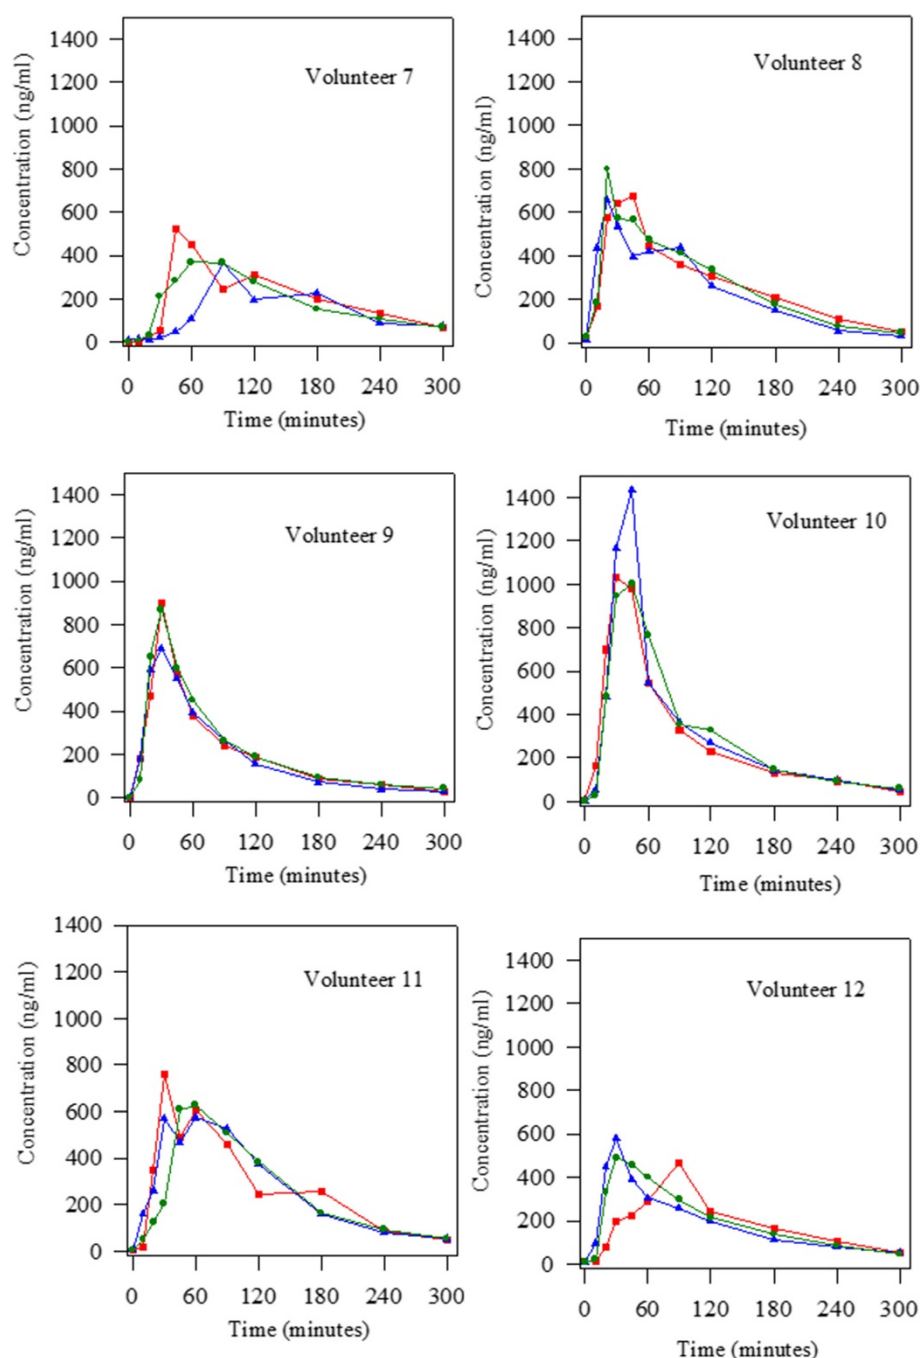 1400
1200
1000
800
600
400
200
0
Concentration (ng/ml)
Volunteer 7
0 60 120 180 240 300
Time (minutes)
1400
1200
1000
800
600
400
200
0
Concentration (ng/ml)
Volunteer 8
0 60 120 180 240 300
Time (minutes)
1400
1200
1000
800
600
400
200
0
Concentration (ng/ml)
Volunteer 9
0 60 120 180 240 300
Time (minutes)
1400
1200
1000
800
600
400
200
0
Concentration (ng/ml)
Volunteer 10
0 60 120 180 240 300
Time (minutes)
1400
1200
1000
800
600
400
200
0
Concentration (ng/ml)
Volunteer 11
0 60 120 180 240 300
Time (minutes)
1400
1200
1000
800
600
400
200
0
Concentration (ng/ml)
Volunteer 12
0 60 120 180 240 300
Time (minutes)